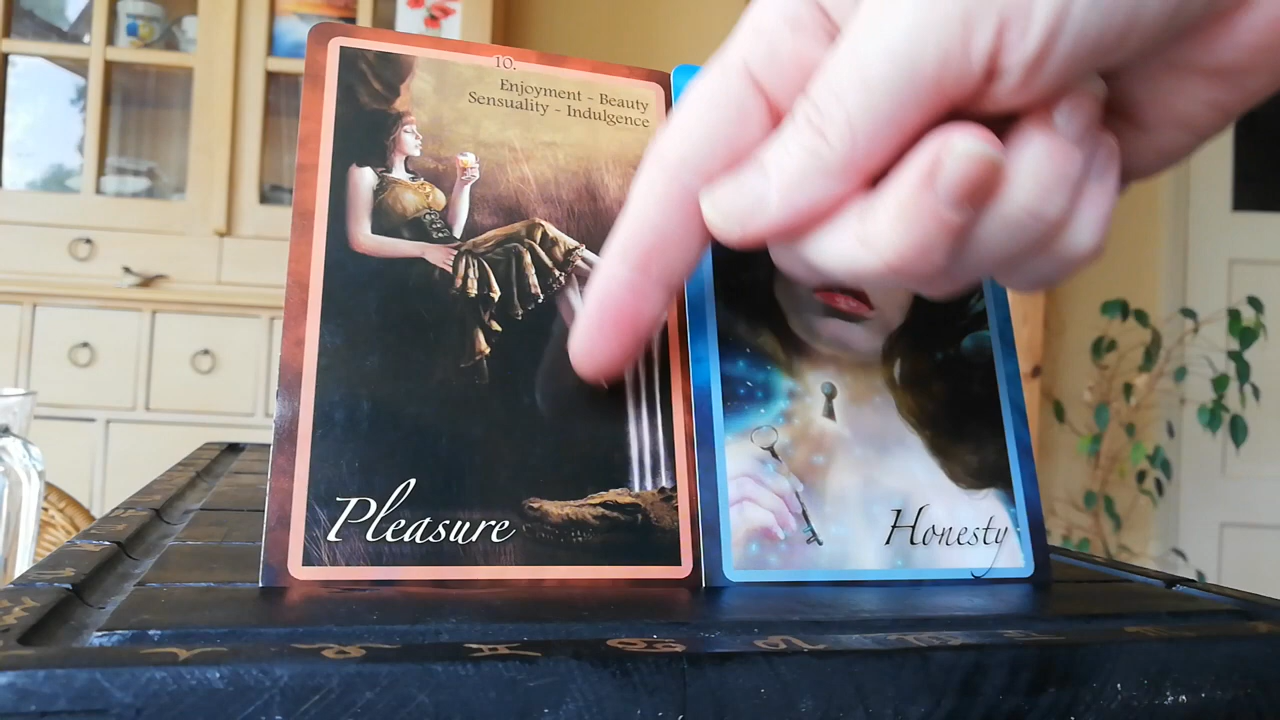 10.
Enjoyment - Beauty
Sensuality - Indulgence
Pleasure
Honesty